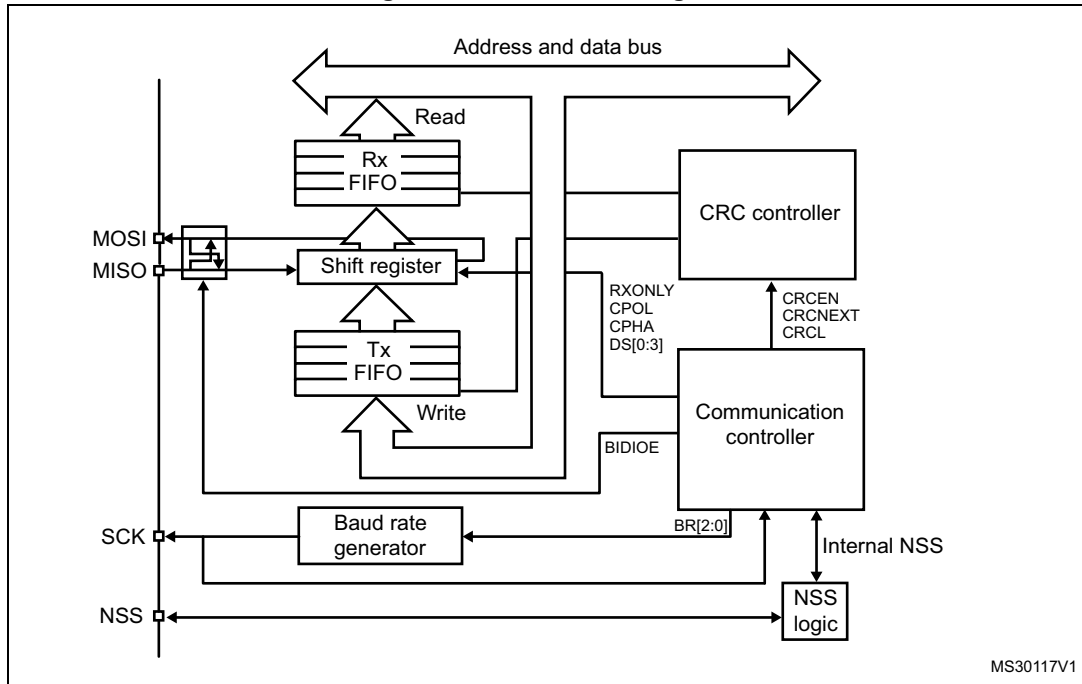 Address and data bus
Read
Rx
FIFO
CRC controller
MOSI
MISO
Shift register
RXONLY
CPOL
CPHA
DS[0:3]
CRCEN
CRCNEXT
CRCL
Tx
FIFO
Write
Communication
controller
BIDIOE
SCK
Baud rate
generator
BR[2:0]
Internal NSS
NSS
NSS
logic
MS30117V1